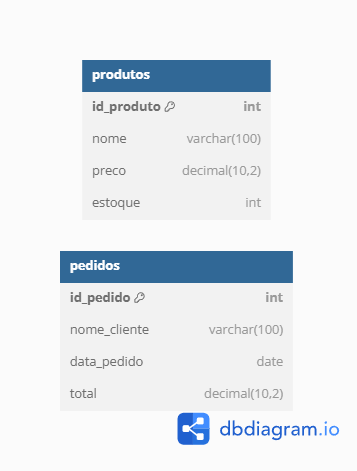 produtos
id_produto int
nome varchar(100)
preco decimal(10,2)
estoque int
pedidos
id_pedido int
nome_cliente varchar(100)
data_pedido date
total decimal(10,2)
dbdiagram.io